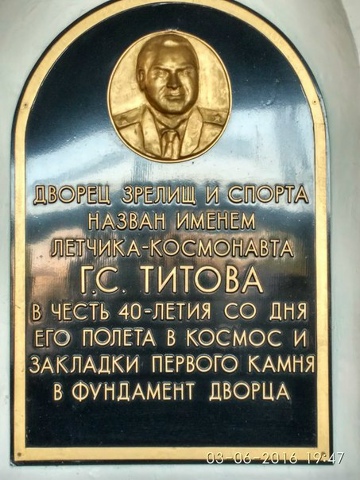 ДВОРЕЦ ЗРЕЛИЩ И СПОРТА
НАЗВАН ИМЕНЕМ
ЛЕТЧИКА-КОСМОНАВТА
Г.С. ТИТОВА
В ЧЕСТЬ 40-ЛЕТИЯ СО ДНЯ
ЕГО ПОЛЕТА В КОСМОС И
ЗАКЛАДКИ ПЕРВОГО КАМНЯ
В ФУНДАМЕНТ ДВОРЦА
03-06-2016 19:47